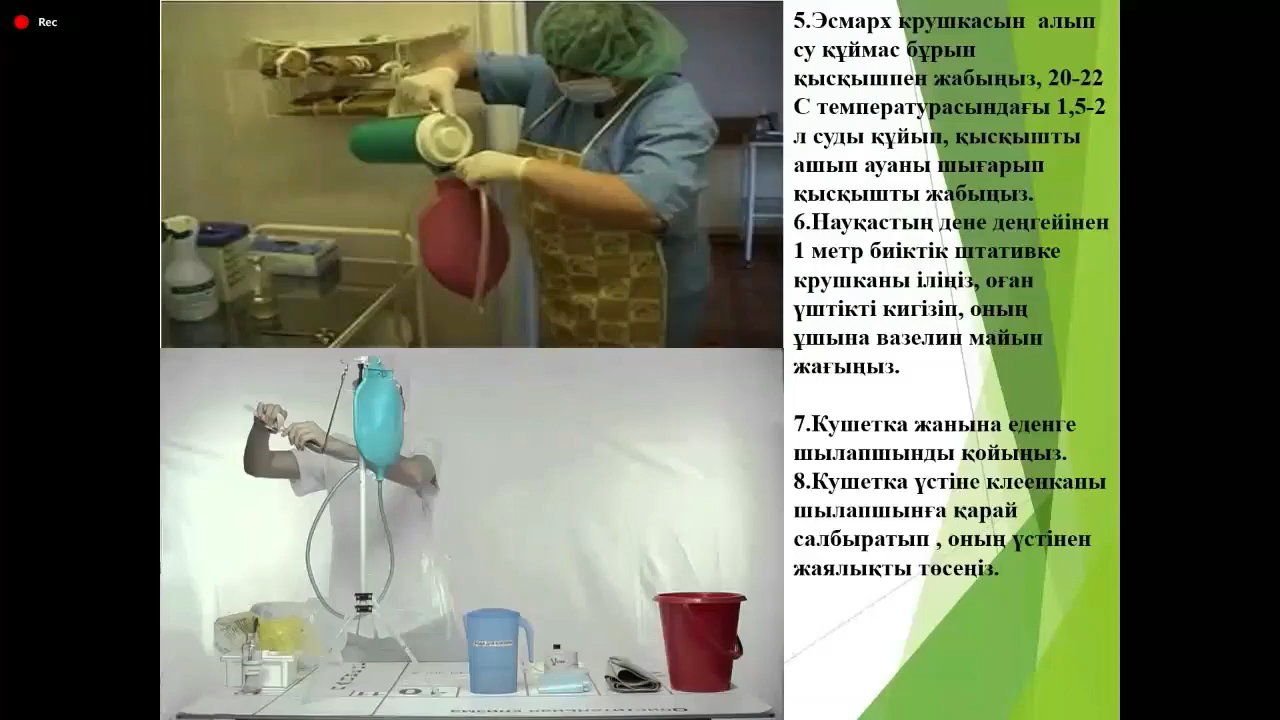 Rec
5.Эсмарх крушкасын алып
су құймас бұрын
қысқышпен жабыңыз, 20-22
С температурасындағы 1,5-2
л суды құйып, қысқышты
ашып ауаны шығарып
қысқышты жабыңыз.
6.Науқастың дене деңгейінен
1 метр биіктік штативке
крушканы іліңіз, оған
үштікті кигізіп, оның
ұшына вазелин майын
жағыңыз.
7.Кушетка жанына еденге
шылапшынды қойыңыз.
8.Кушетка үстіне клеенканы
шылапшынға қарай
салбыратып , оның үстінен
жаялықты төсеңіз.